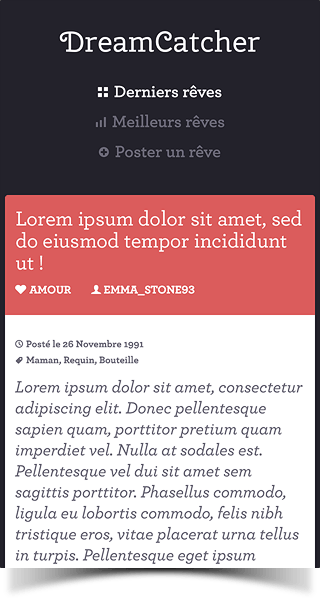 DreamCatcher
Derniers rêves
Meilleurs rêves
Poster un rêve
Lorem ipsum dolor sit amet, sed
do eiusmod tempor incididunt
ut !
AMOUR EMMA_STONE93
Posté le 26 Novembre 1991
Maman, Requin, Bouteille
Lorem ipsum dolor sit amet, consectetur
adipiscing elit. Donec pellentesque
sapien quam, porttitor pretium quam
imperdiet vel. Nulla at sodales est.
Pellentesque vel dui sit amet sem
sagittis porttitor. Phasellus commodo,
ligula eu lobortis commodo, felis nibh
tristique eros, vitae placerat urna tellus
in turpis. Pellentesque eget ipsum